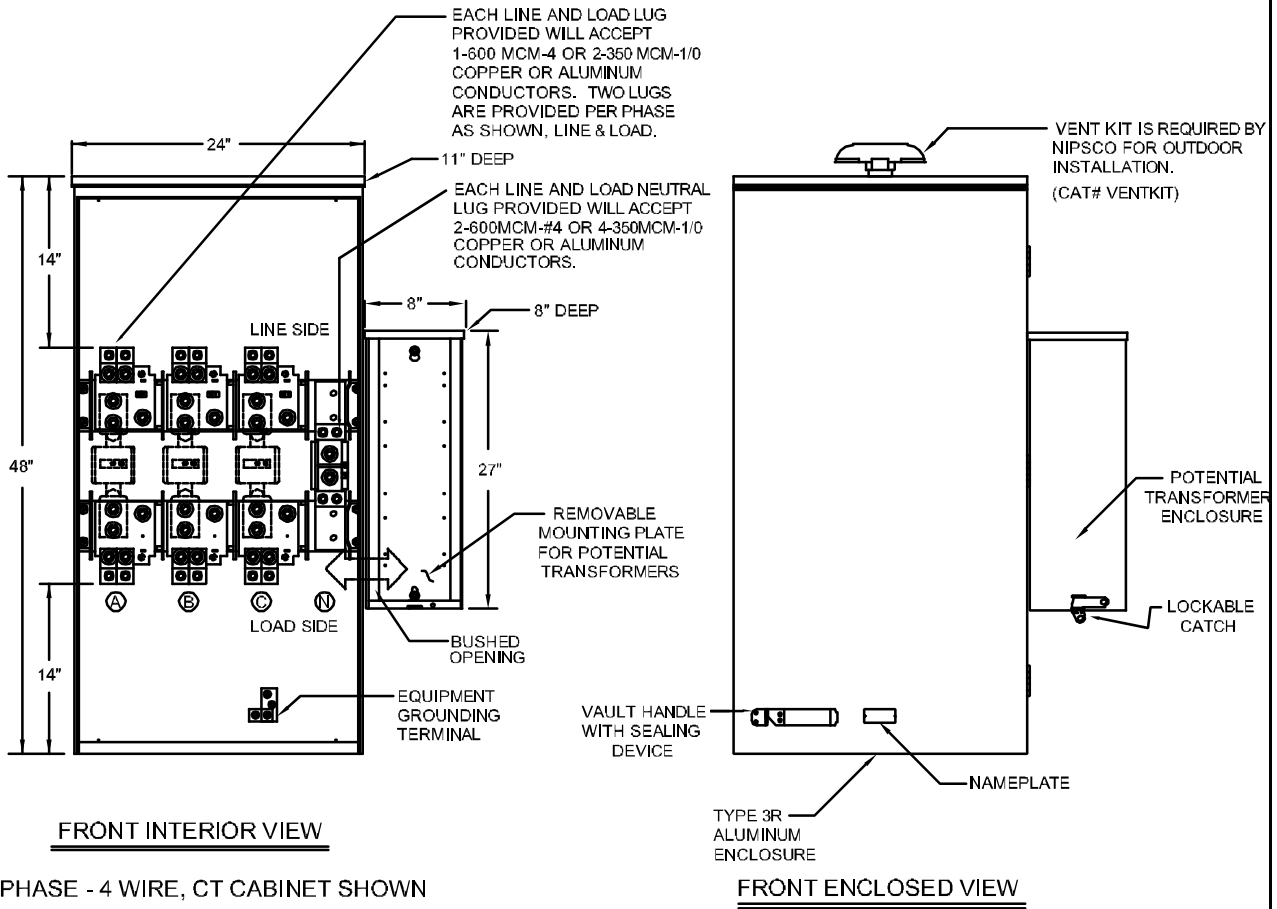 EACH LINE AND LOAD LUG
PROVIDED WILL ACCEPT
1-600 MCM-4 OR 2-350 MCM-1/0
COPPER OR ALUMINUM
CONDUCTORS. TWO LUGS
ARE PROVIDED PER PHASE
AS SHOWN, LINE & LOAD.
24"
11" DEEP
EACH LINE AND LOAD NEUTRAL
LUG PROVIDED WILL ACCEPT
2-600MCM-#4 OR 4-350MCM-1/0
COPPER OR ALUMINUM
CONDUCTORS.
14"
8"
8" DEEP
LINE SIDE
48"
27"
REMOVABLE
MOUNTING PLATE
FOR POTENTIAL
TRANSFORMERS
A B C N
LOAD SIDE
BUSHED
OPENING
14"
EQUIPMENT
GROUNDING
TERMINAL
FRONT INTERIOR VIEW
PHASE - 4 WIRE, CT CABINET SHOWN
VENT KIT IS REQUIRED BY
NIPSCO FOR OUTDOOR
INSTALLATION.
(CAT# VENTKIT)
POTENTIAL
TRANSFORMER
ENCLOSURE
LOCKABLE
CATCH
VAULT HANDLE
WITH SEALING
DEVICE
NAMEPLATE
TYPE 3R
ALUMINUM
ENCLOSURE
FRONT ENCLOSED VIEW